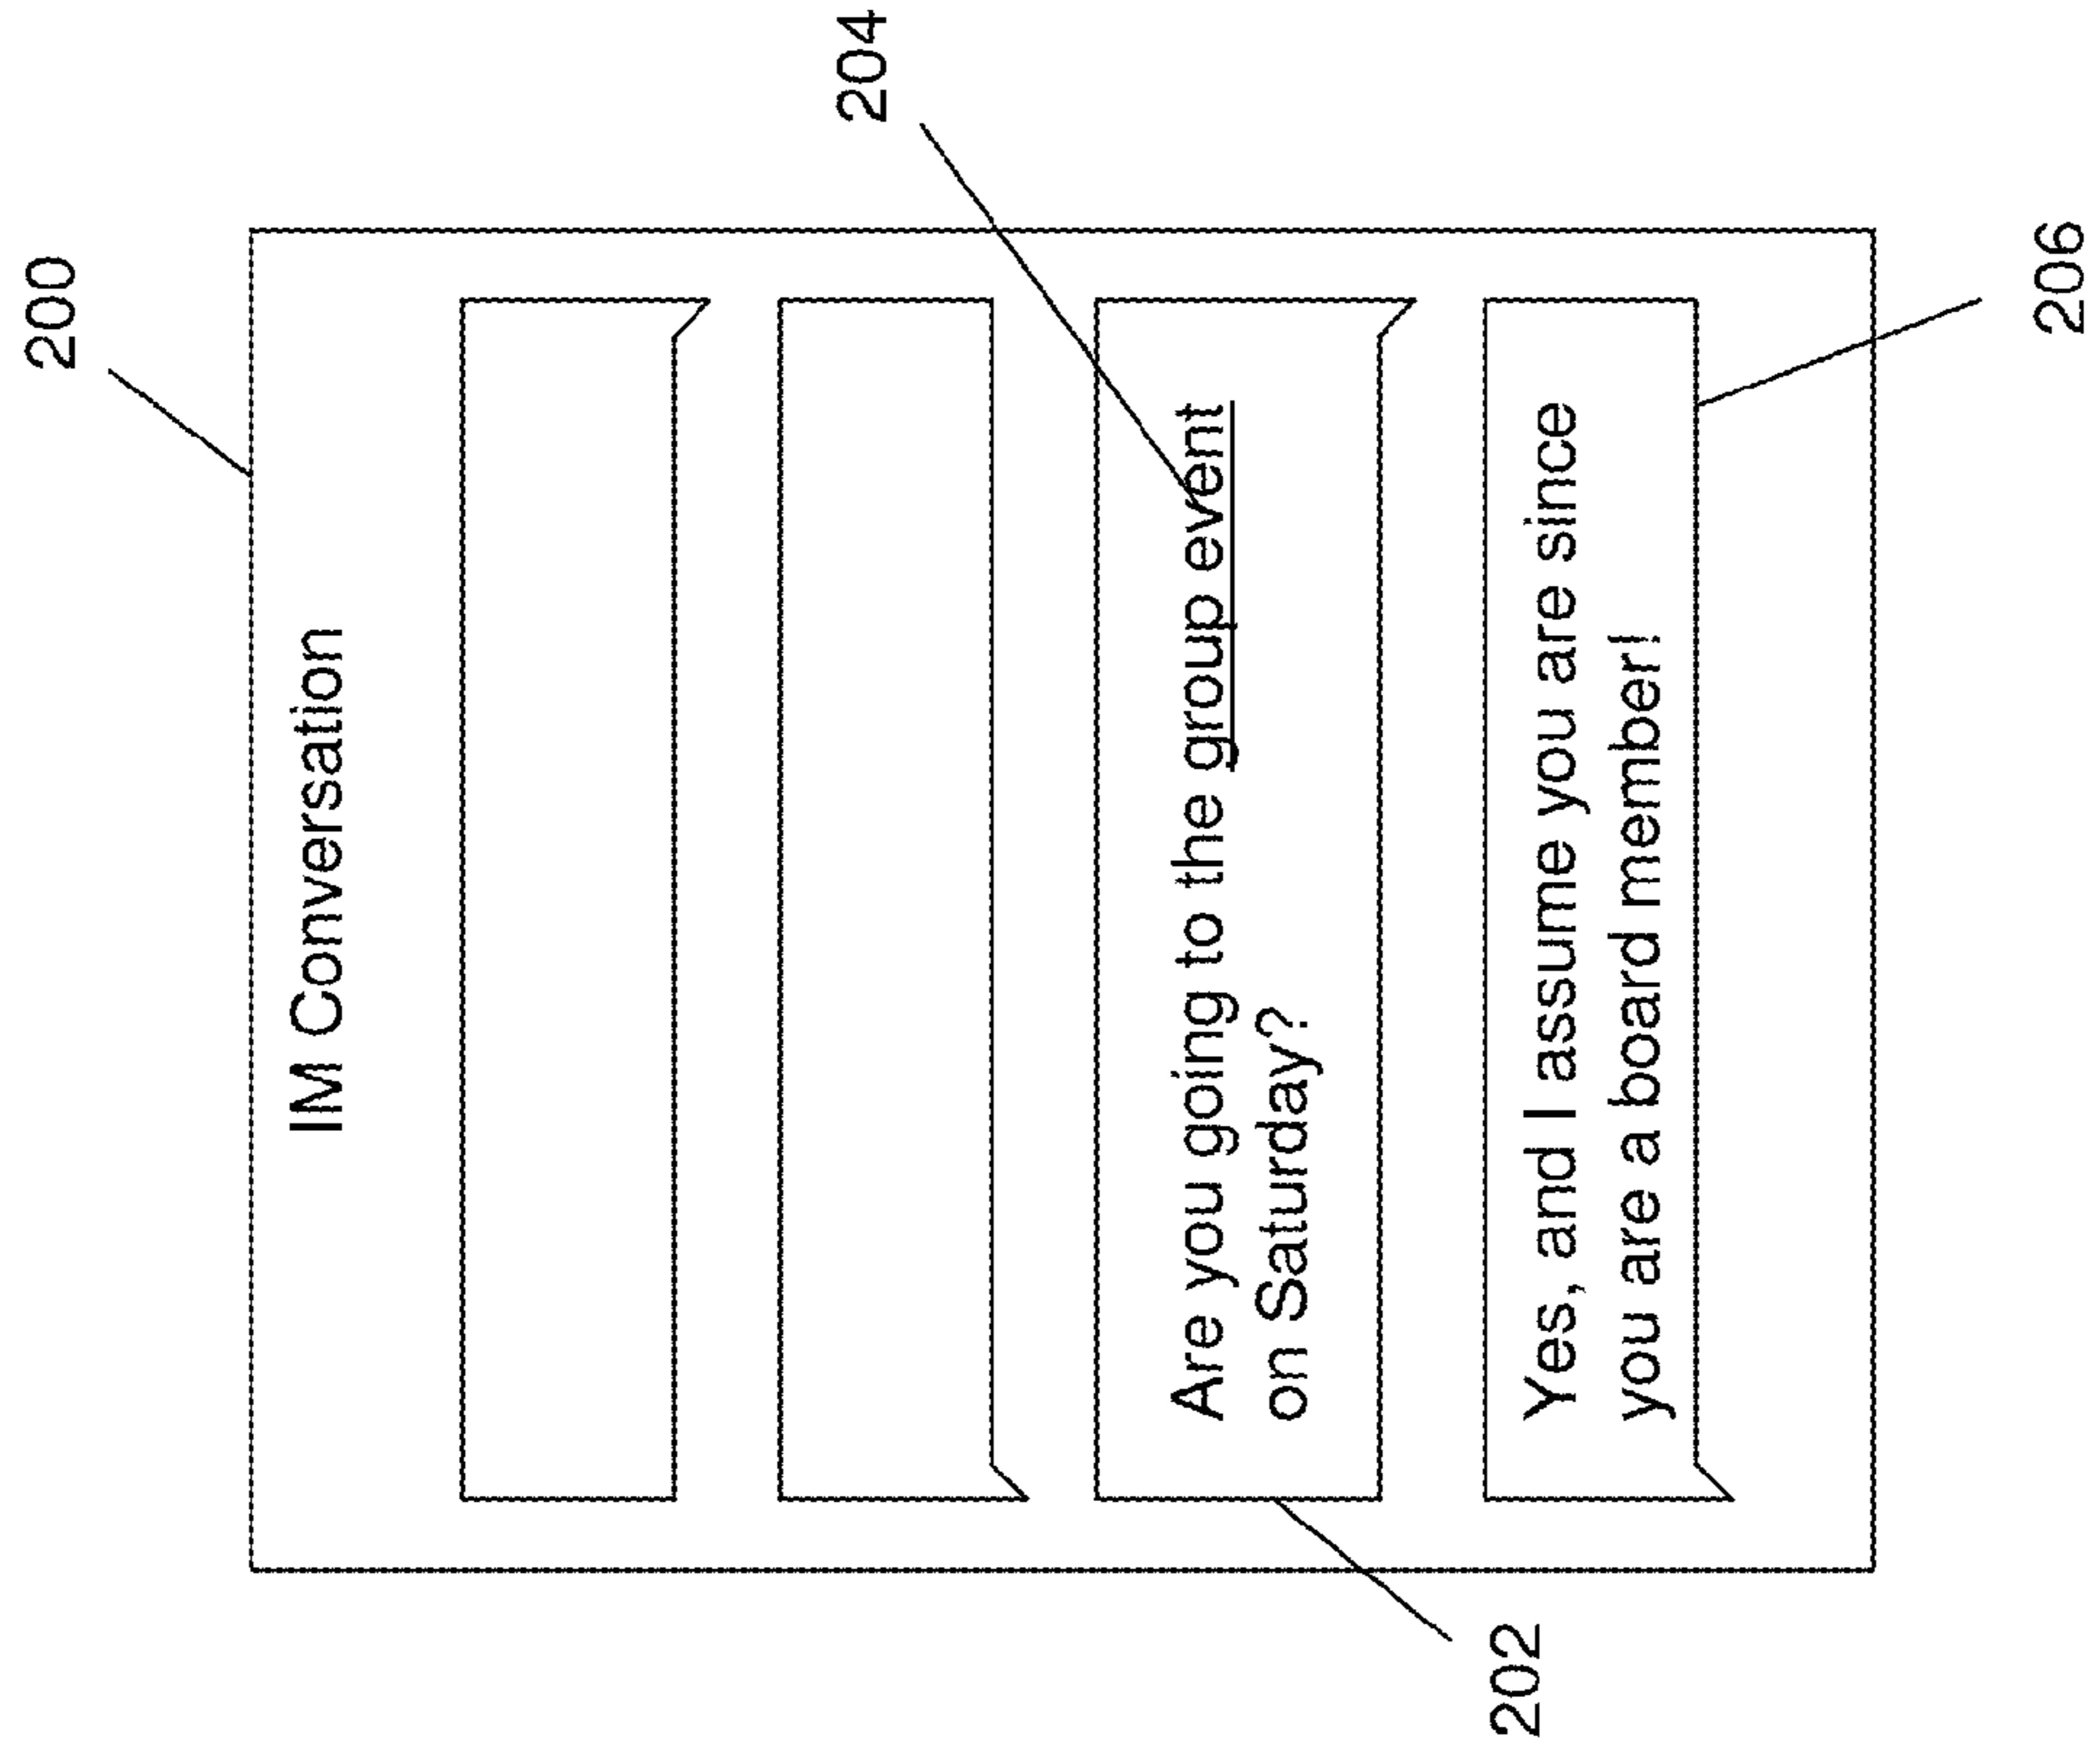 200
IM Conversation
204
Are you going to the group event
on Saturday?
202
Yes, and I assume you are since
you are a board member!
206